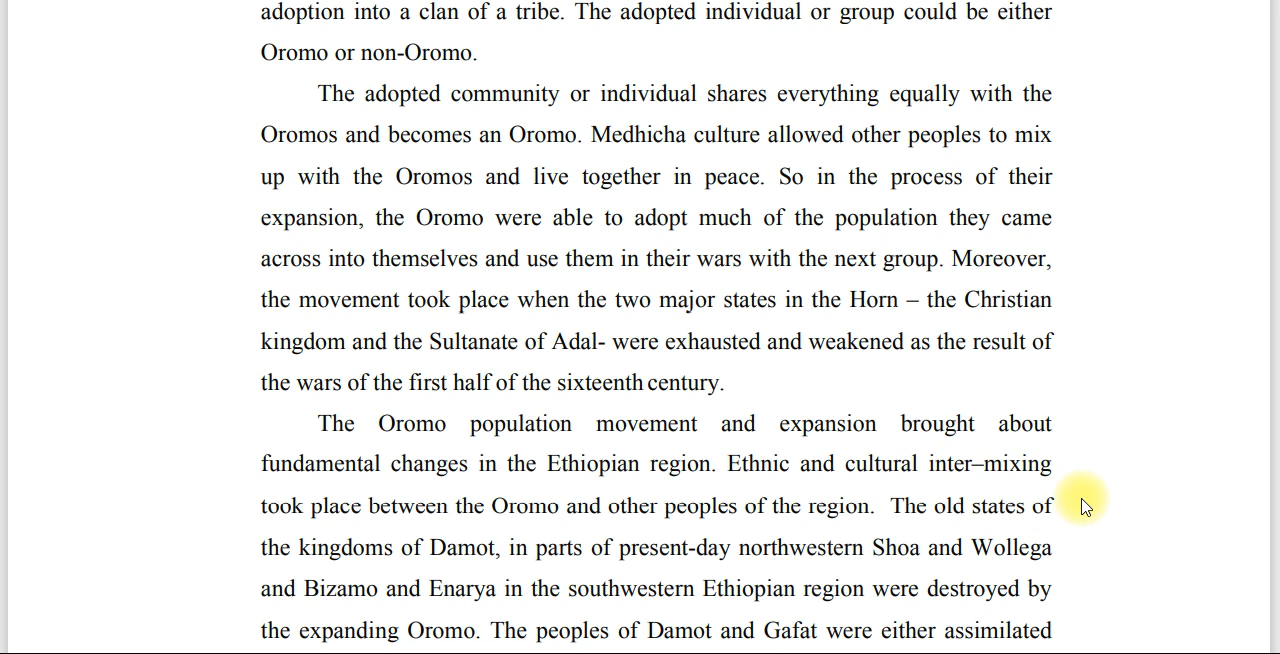 adoption into a clan of a tribe. The adopted individual or group could be either
Oromo or non-Oromo.
The adopted community or individual shares everything equally with the
Oromos and becomes an Oromo. Medhicha culture allowed other peoples to mix
up with the Oromos and live together in peace. So in the process of their
expansion, the Oromo were able to adopt much of the population they came
across into themselves and use them in their wars with the next group. Moreover,
the movement took place when the two major states in the Horn – the Christian
kingdom and the Sultanate of Adal- were exhausted and weakened as the result of
the wars of the first half of the sixteenth century.
The Oromo population movement and expansion brought about
fundamental changes in the Ethiopian region. Ethnic and cultural inter–mixing
took place between the Oromo and other peoples of the region. The old states of
the kingdoms of Damot, in parts of present-day northwestern Shoa and Wollega
and Bizamo and Enarya in the southwestern Ethiopian region were destroyed by
the expanding Oromo. The peoples of Damot and Gafat were either assimilated